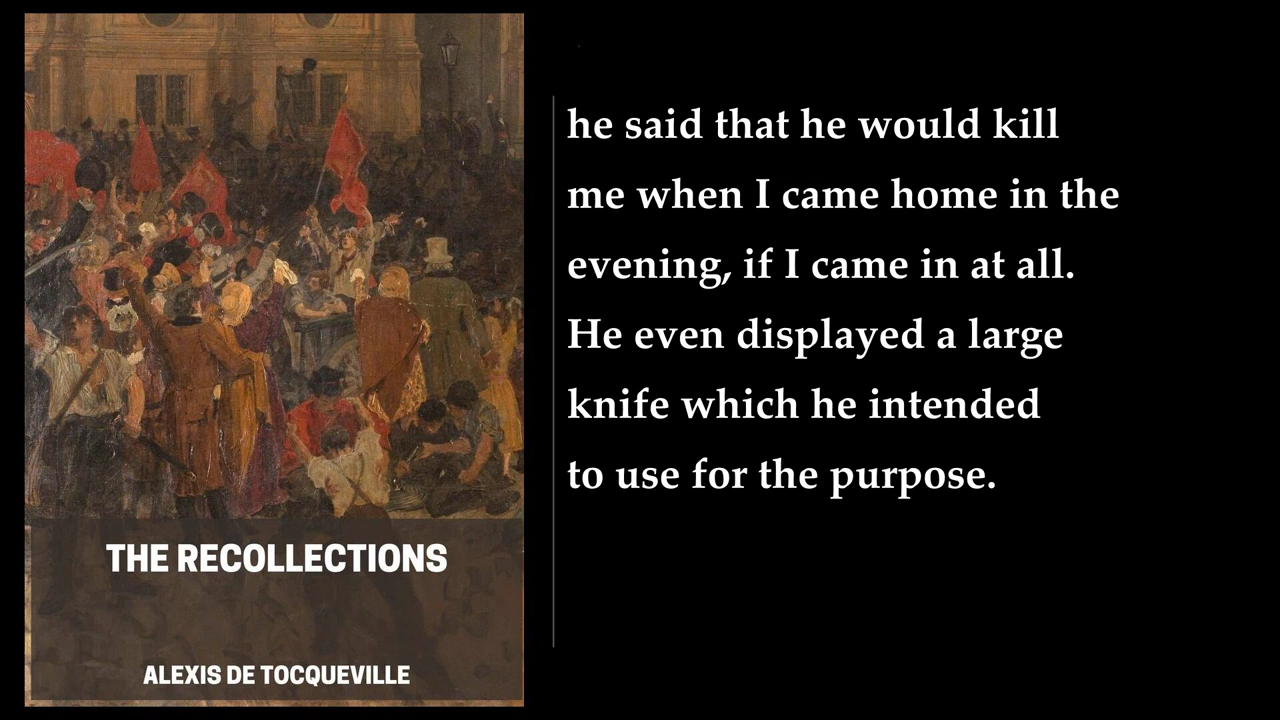 THE RECOLLECTIONS
ALEXIS DE TOCQUEVILLE
he said that he would kill
me when I came home in the
evening, if I came in at all.
He even displayed a large
knife which he intended
to use for the purpose.